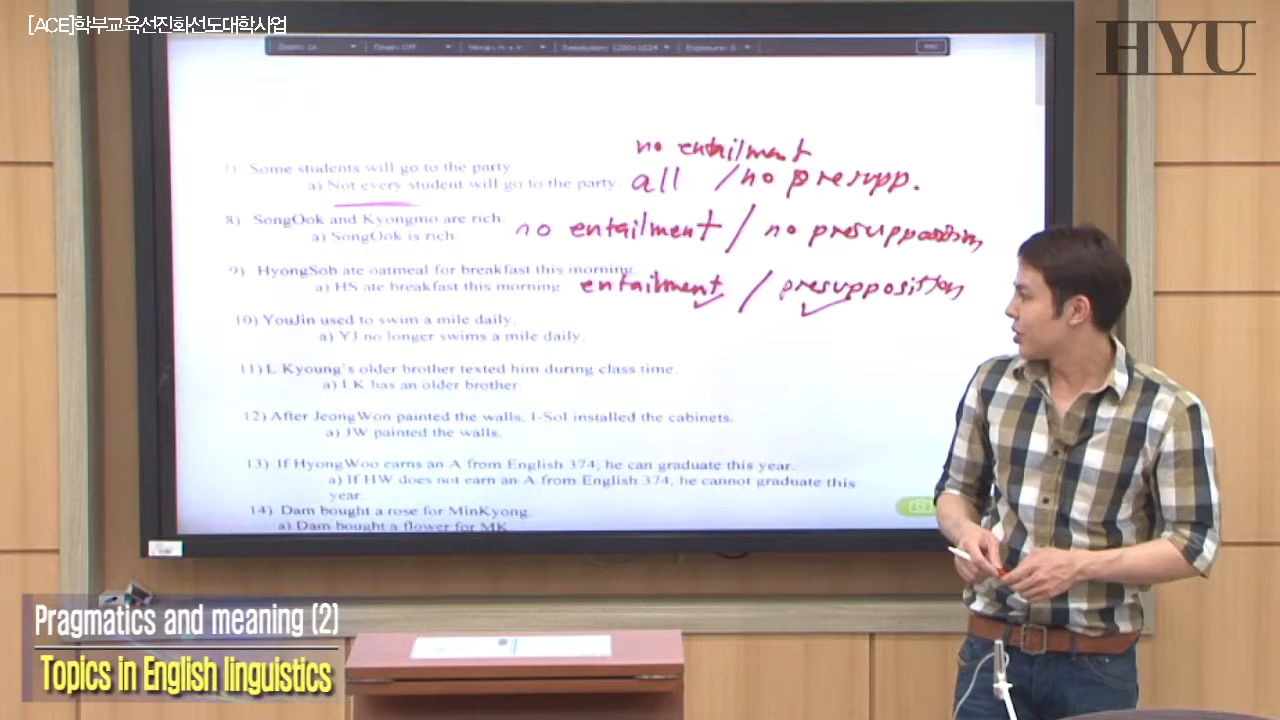 [ACE]학부교육선진화선도대학사업
HYU
no entailment
7) Some students will go to the party
a) Not every student will go to the party all / no presupp.
8) SongOok and Kyongmo are rich.
a) SongOok is rich. no entailment / no presupposition
9) HyongSob ate oatmeal for breakfast this morning.
a) HS ate breakfast this morning entailment / presupposition
10) YouJin used to swim a mile daily.
a) YJ no longer swims a mile daily.
11) L Kyoung's older brother texted him during class time.
a) LK has an older brother.
12) After JeongWon painted the walls, I-Sol installed the cabinets.
a) JW painted the walls.
13) If HyongWoo earns an A from English 374, he can graduate this year.
a) If HW does not earn an A from English 374, he cannot graduate this
year.
14) Dam bought a rose for MinKyong.
a) Dam bought a flower for MK
Pragmatics and meaning (2)
Topics in English linguistics